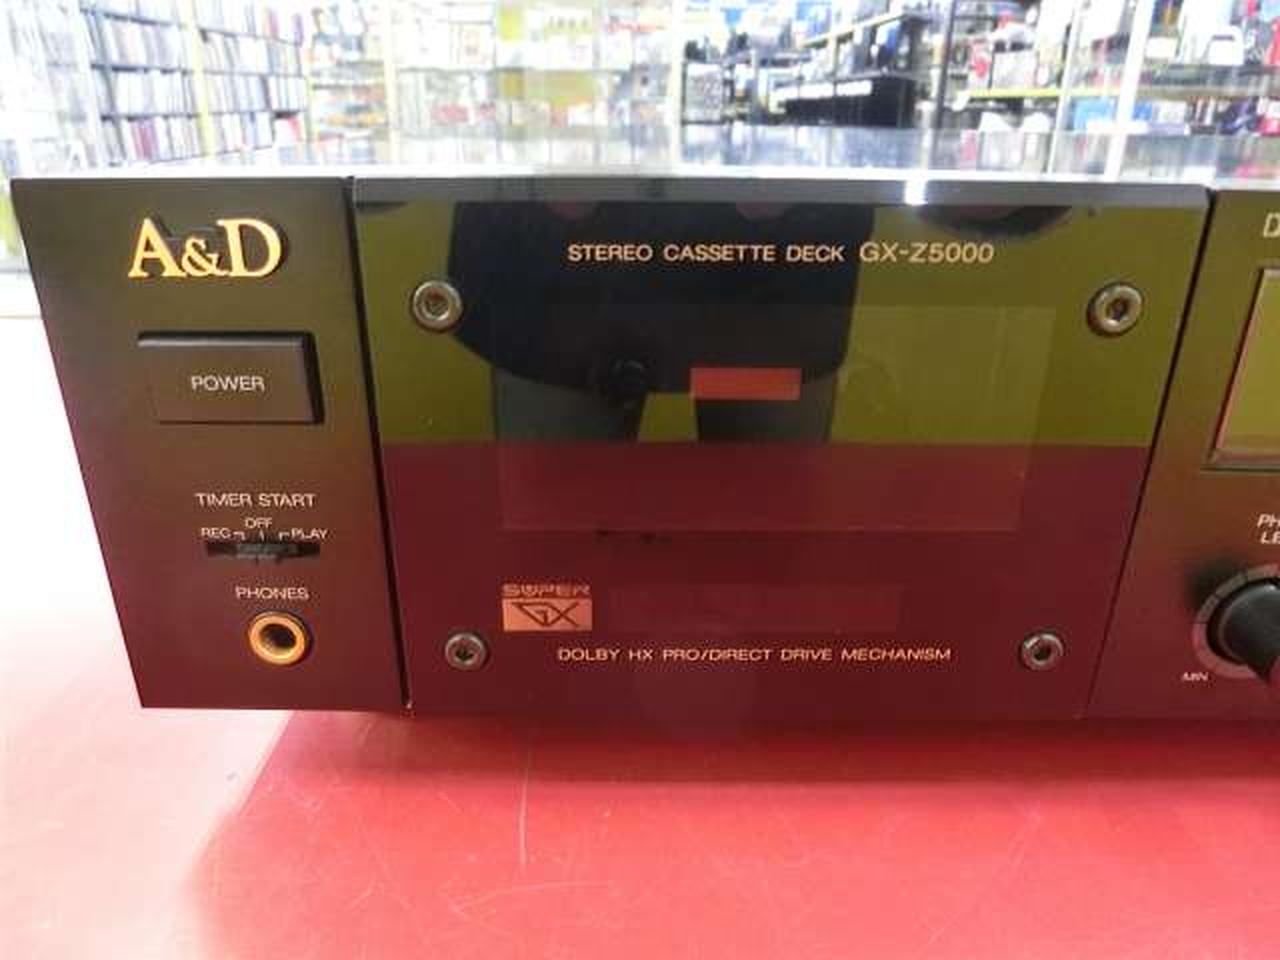 A&D
STEREO CASSETTE DECK GX-Z5000
POWER
TIMER START
OFF
REC PLAY
PHONES
SUPER
GX
DOLBY HX PRO/DIRECT DRIVE MECHANISM
MIN